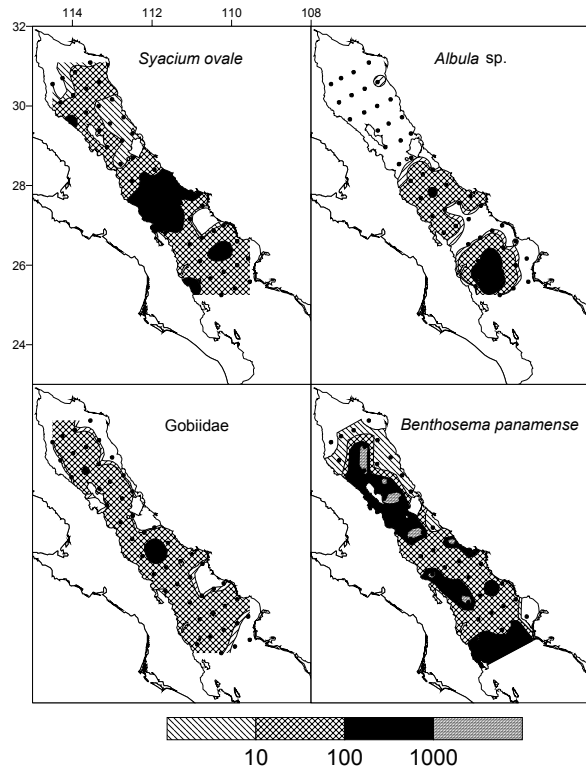 114 112 110 108
32
Syacium ovale
Albula sp.
30
28
26
24
Gobiidae
Benthosema panamense
10 100 1000